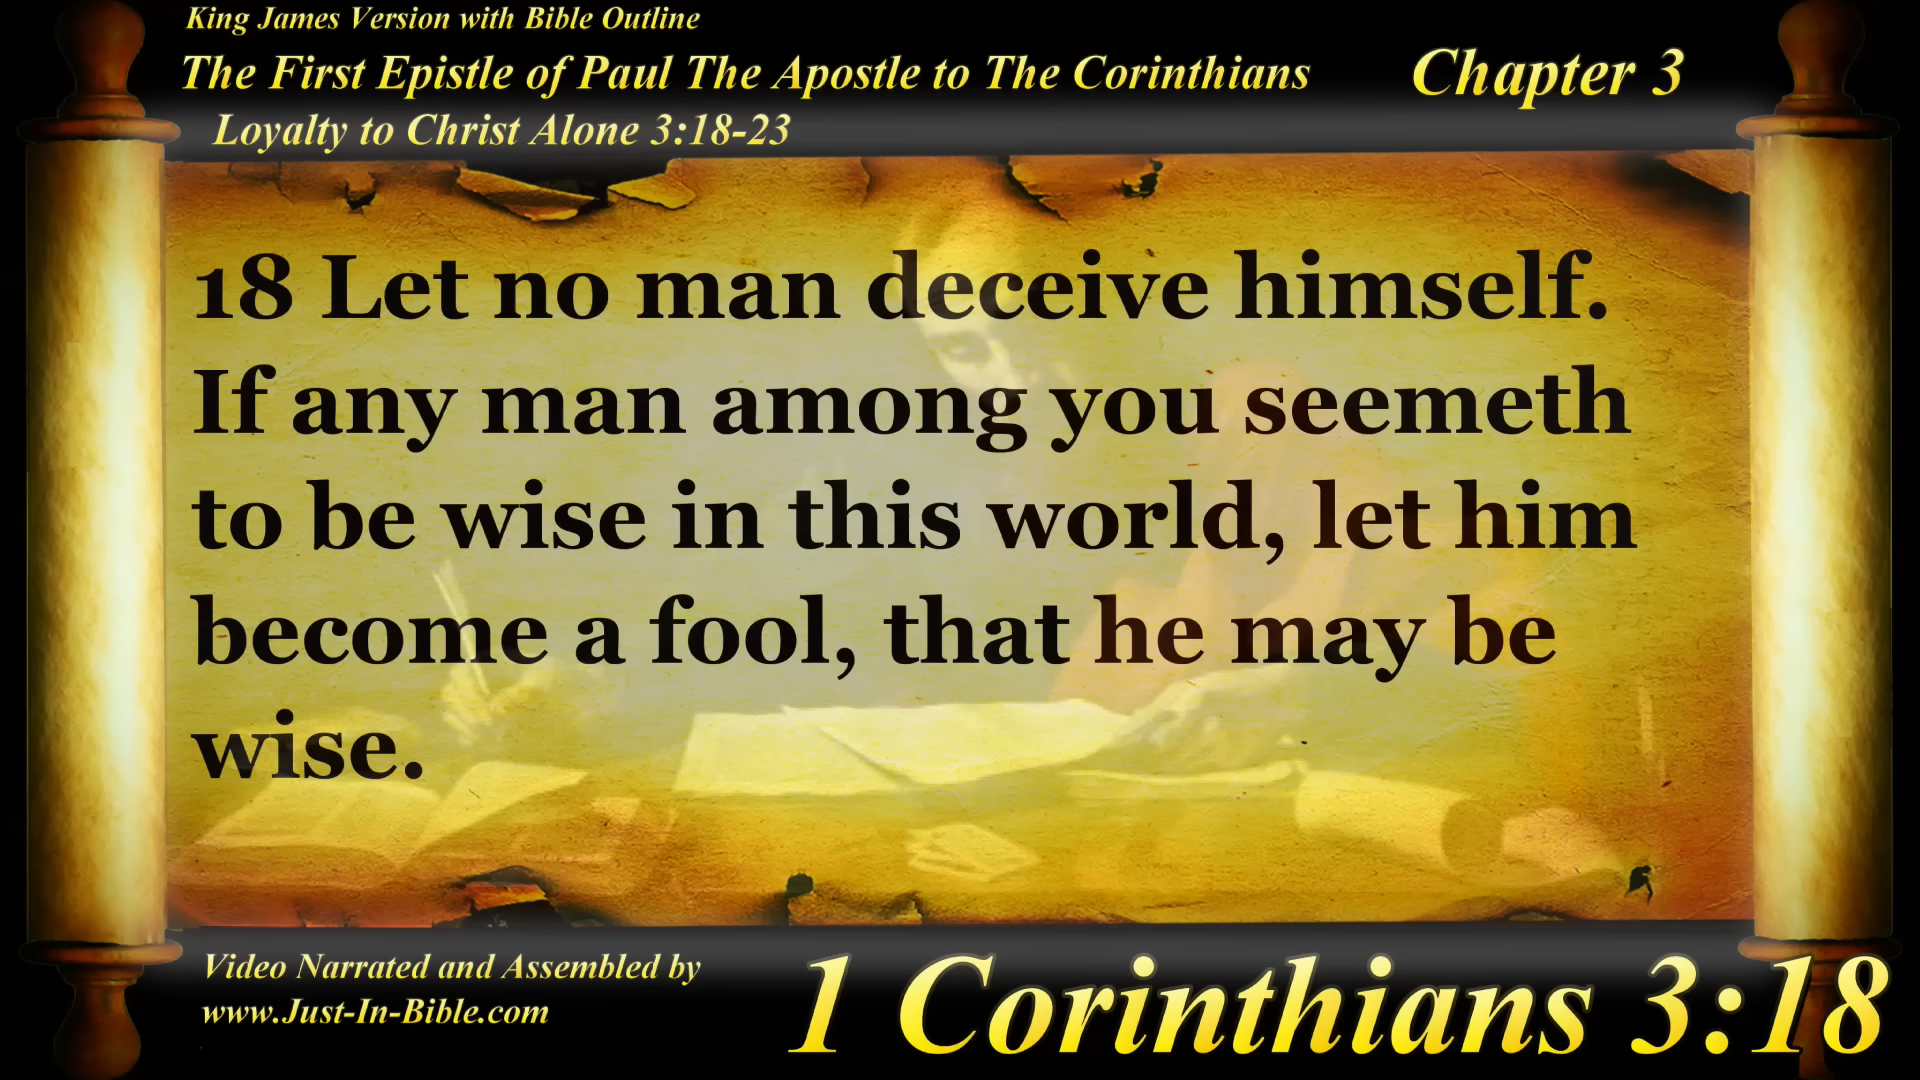 King James Version with Bible Outline
The First Epistle of Paul The Apostle to The Corinthians
Chapter 3
Loyalty to Christ Alone 3:18-23
18 Let no man deceive himself.
If any man among you seemeth
to be wise in this world, let him
become a fool, that he may be
wise.
Video Narrated and Assembled by
www.Just-In-Bible.com
1 Corinthians 3:18